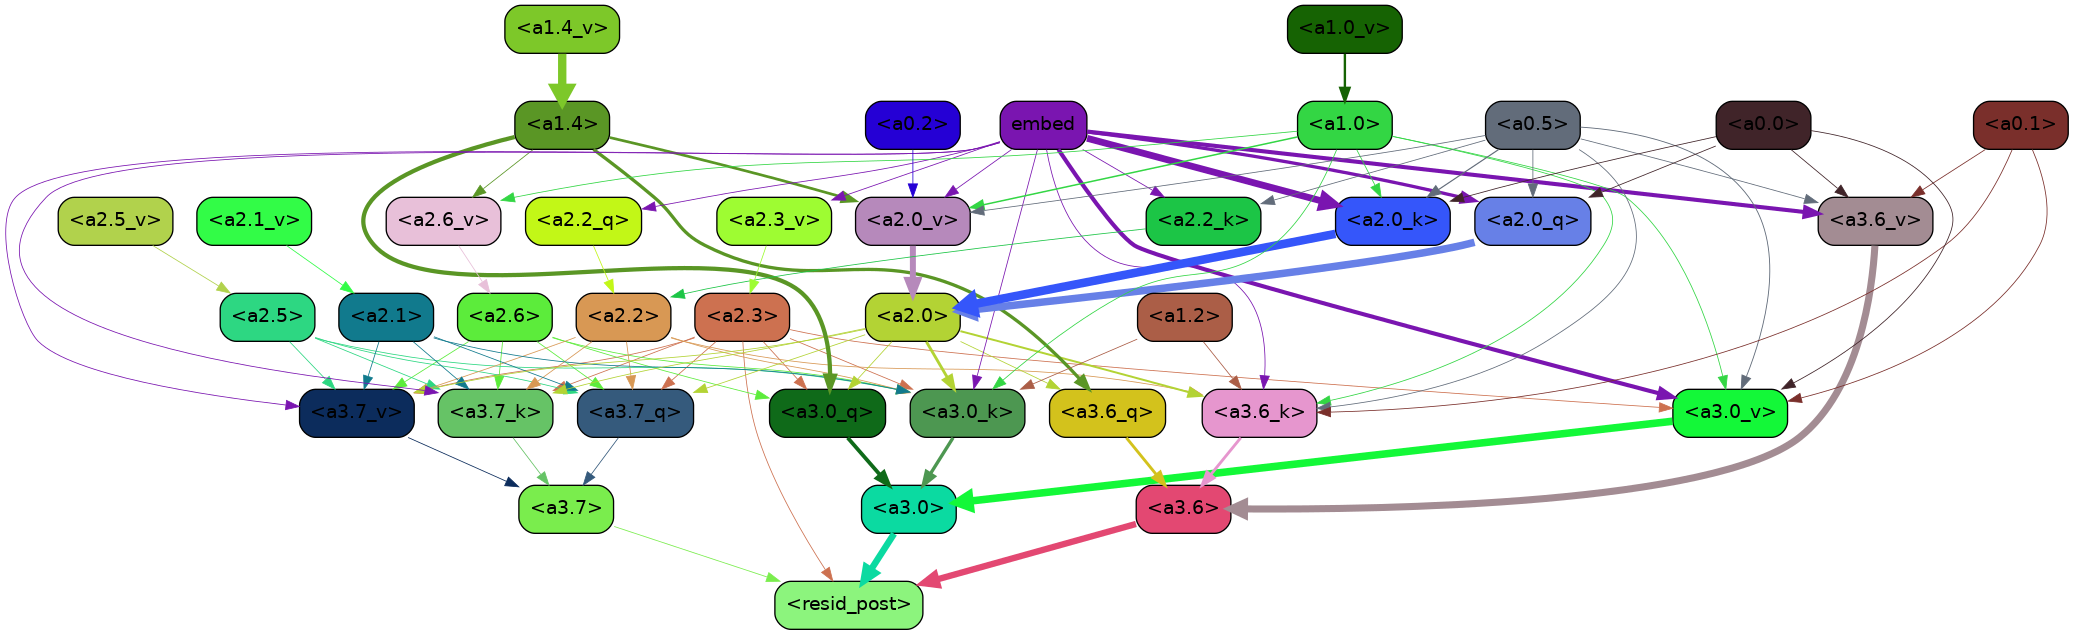 <a1.4_v>
<a1.0_v>
<a1.4>
<a0.2>
embed
<a1.0>
<a0.5>
<a0.0>
<a0.1>
<a2.5_v>
<a2.1_v>
<a2.6_v>
<a2.2_q>
<a2.3_v>
<a2.0_v>
<a2.2_k>
<a2.0_k>
<a2.0_q>
<a3.6_v>
<a2.5>
<a2.1>
<a2.6>
<a2.2>
<a2.3>
<a2.0>
<a1.2>
<a3.7_v>
<a3.7_k>
<a3.7_q>
<a3.0_q>
<a3.0_k>
<a3.6_q>
<a3.6_k>
<a3.0_v>
<a3.7>
<a3.0>
<a3.6>
<resid_post>